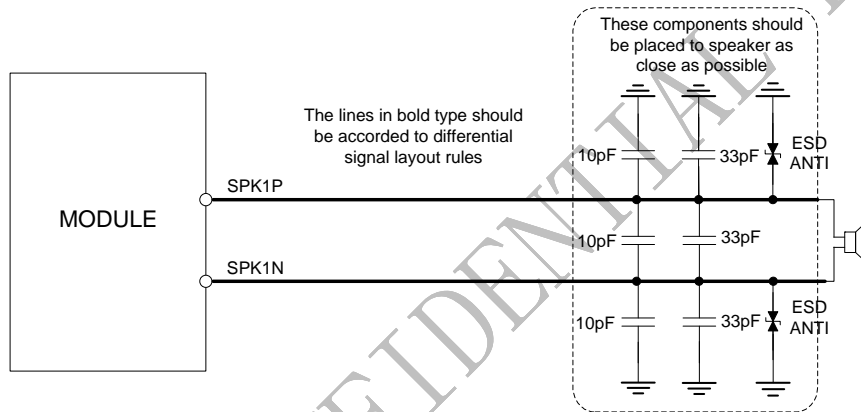 These components should
be placed to speaker as
close as possible
The lines in bold type should
be accorded to differential
signal layout rules
10pF
33pF
ESD
ANTI
SPK1P
MODULE
10pF
33pF
SPK1N
10pF
33pF
ESD
ANTI